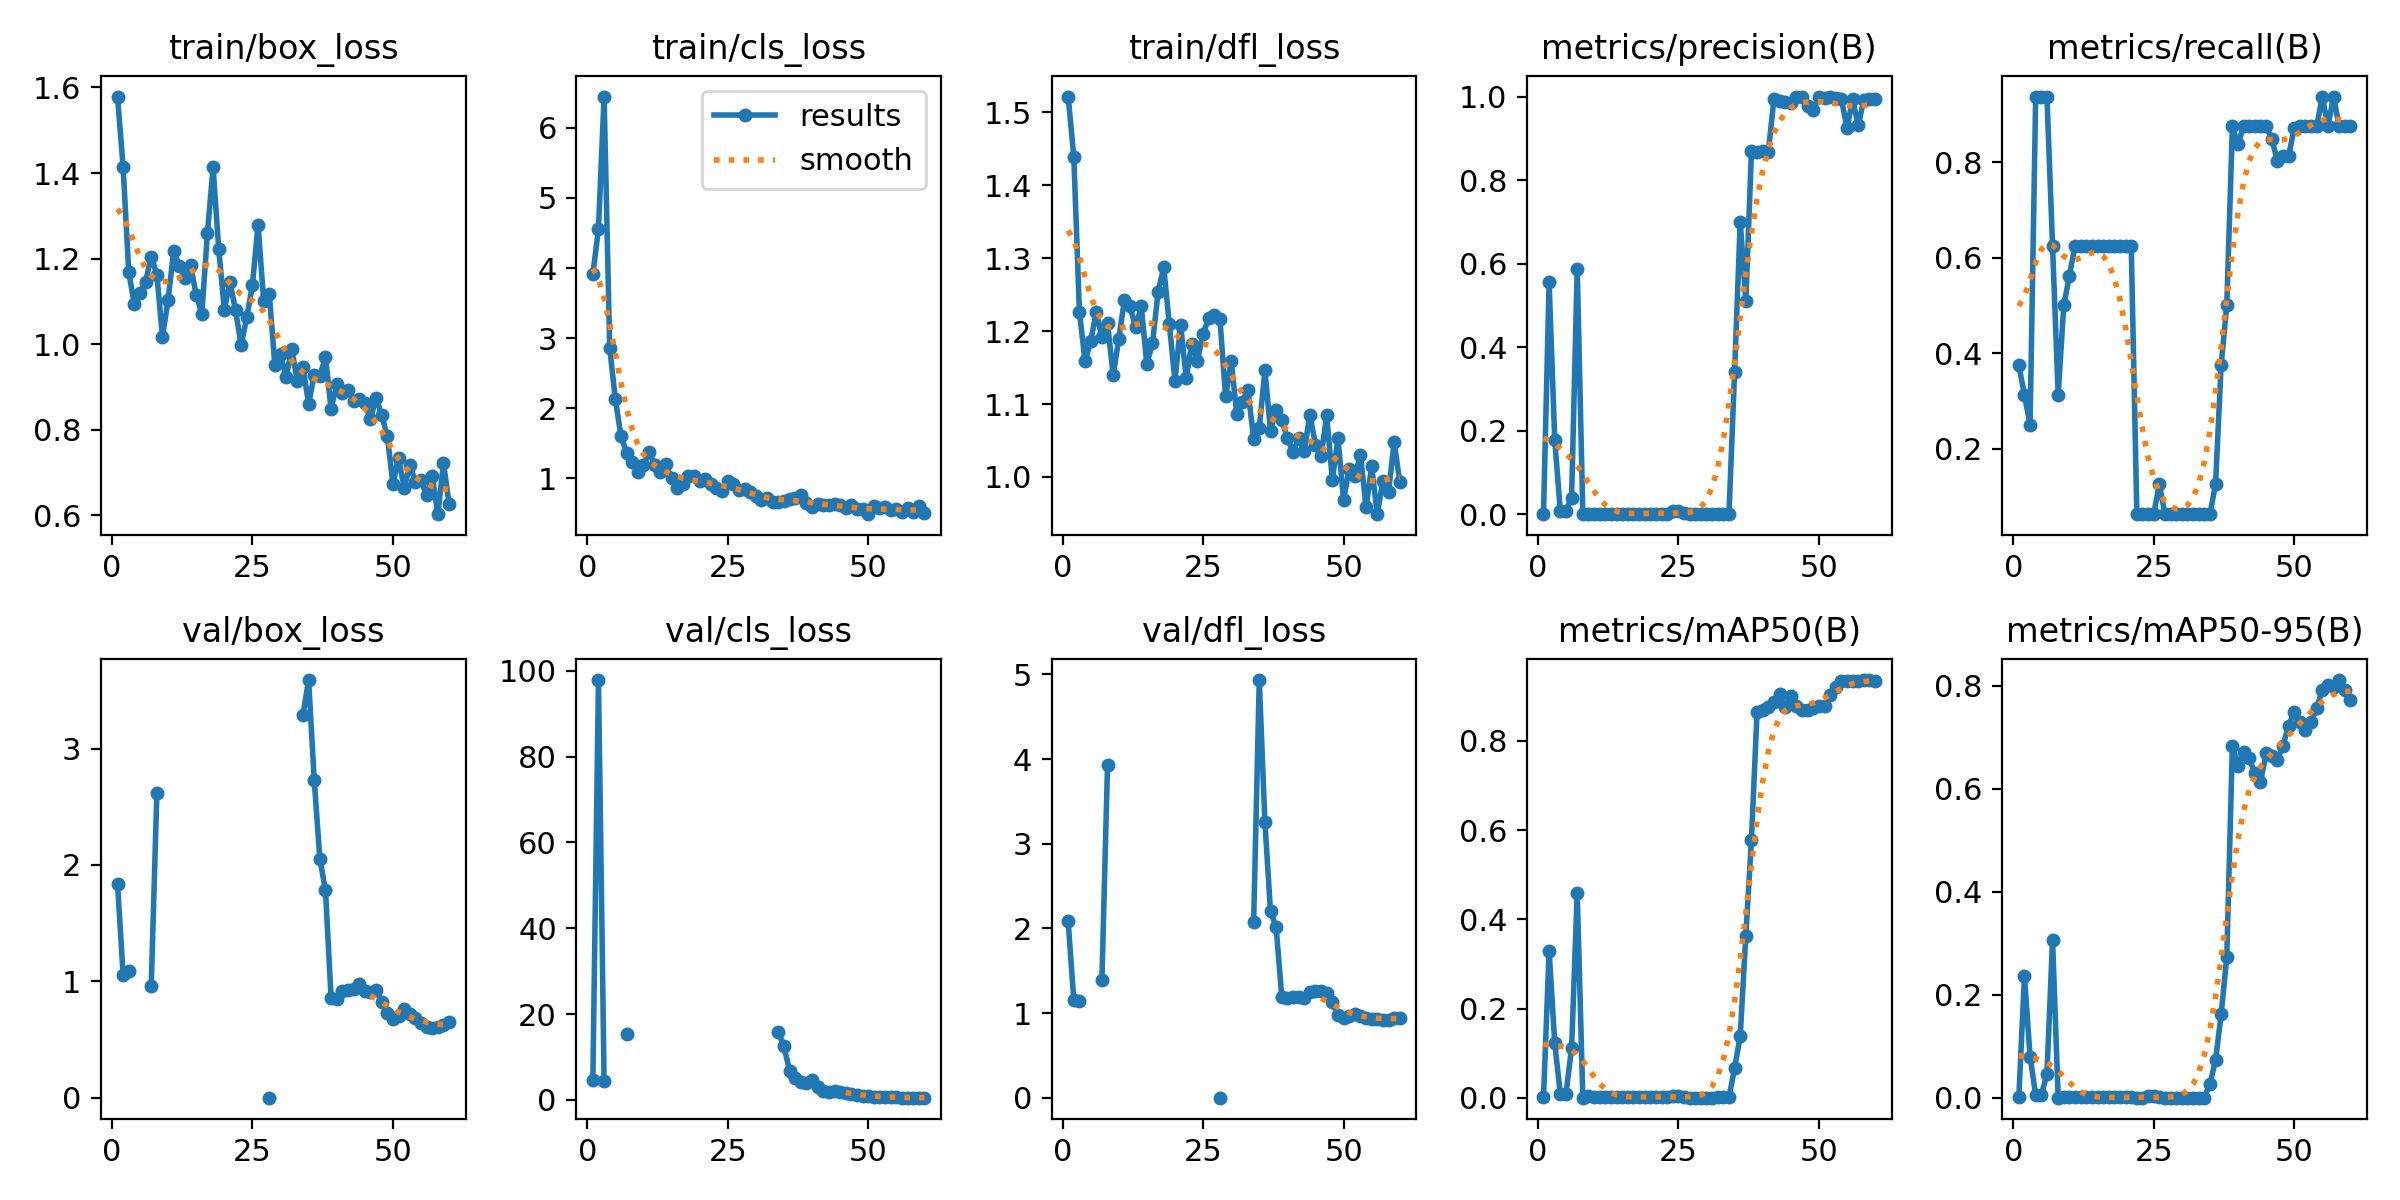 train/box_loss
1.6
1.4
1.2
1.0
0.8
0.6
0 25 50
train/cls_loss
results
smooth
6
5
4
3
2
1
0 25 50
train/dfl_loss
1.5
1.4
1.3
1.2
1.1
1.0
0 25 50
metrics/precision(B)
1.0
0.8
0.6
0.4
0.2
0.0
0 25 50
metrics/recall(B)
0.8
0.6
0.4
0.2
0 25 50
val/box_loss
3
2
1
0
0 25 50
val/cls_loss
100
80
60
40
20
0
0 25 50
val/dfl_loss
5
4
3
2
1
0
0 25 50
metrics/mAP50(B)
0.8
0.6
0.4
0.2
0.0
0 25 50
metrics/mAP50-95(B)
0.8
0.6
0.4
0.2
0.0
0 25 50